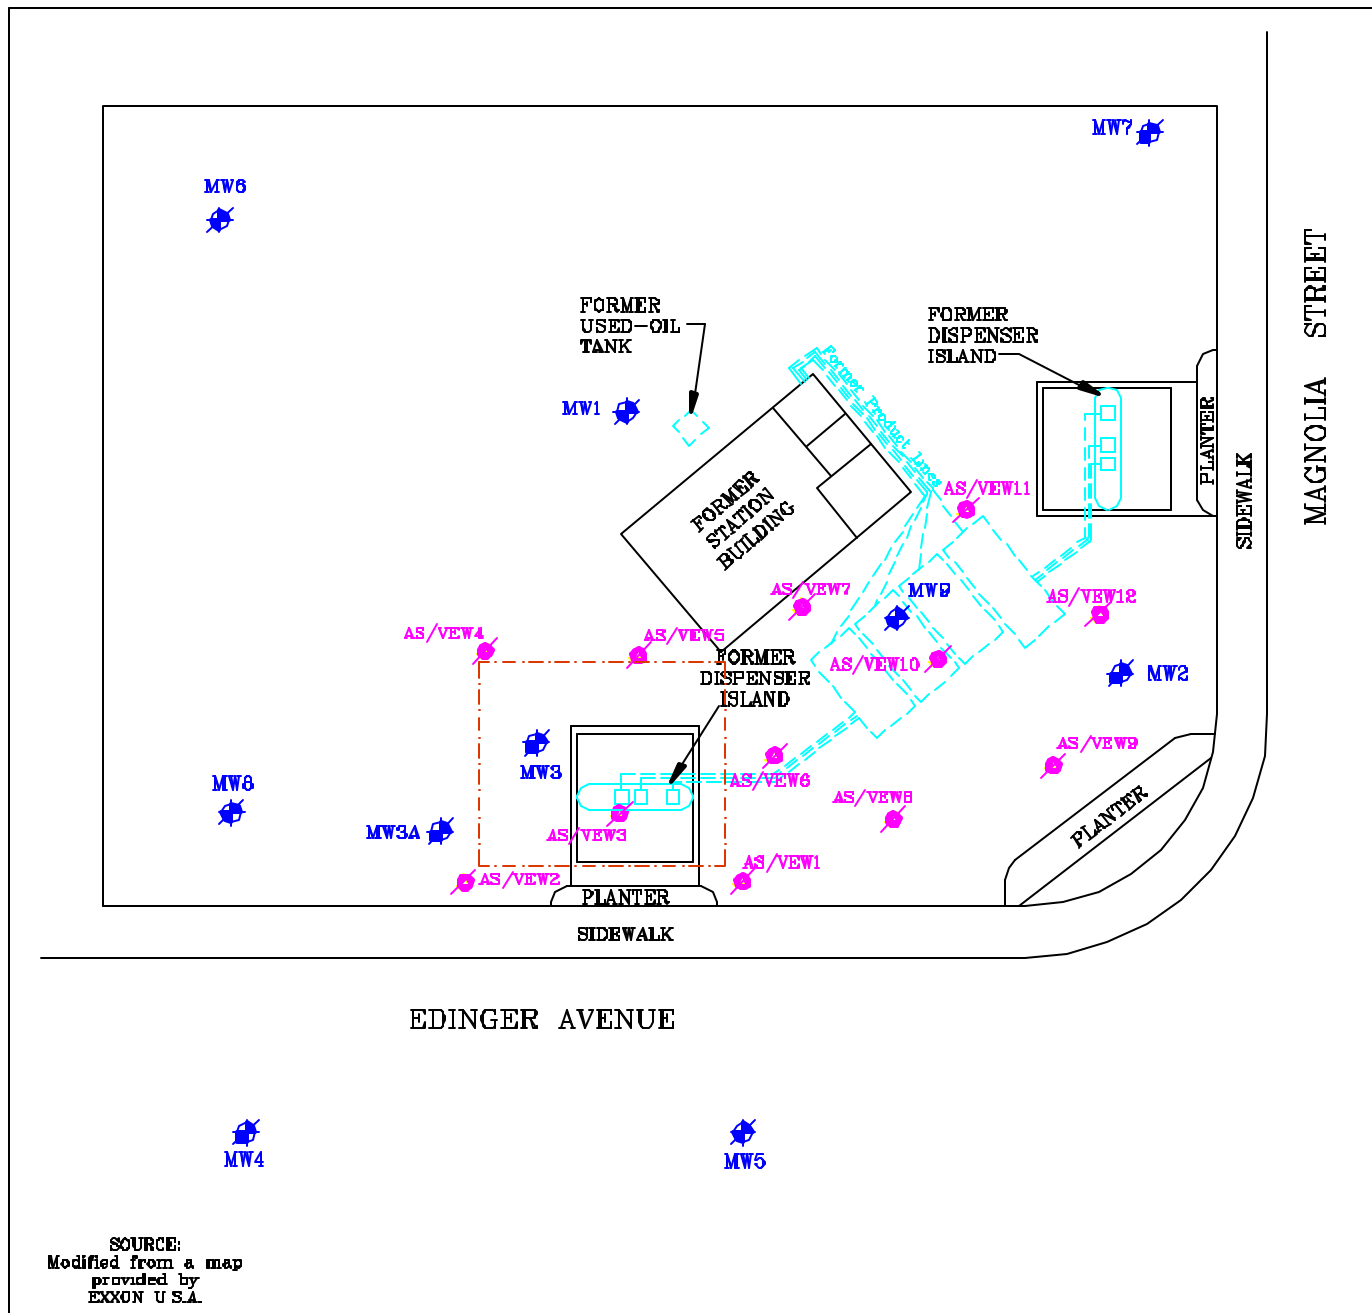 MW7
MW6
MAGNOLIA STREET
FORMER
USED-OIL
TANK
FORMER
DISPENSER
ISLAND
Former Product lines
MW1
PLANTER
SIDEWALK
FORMER
STATION
BUILDING
AS/VEW11
AS/VEW7
MW9
AS/VEW12
AS/VEW4
AS/VEW5
FORMER
DISPENSER
ISLAND
AS/VEW10
MW2
MW3
AS/VEW6
AS/VEW9
MW8
AS/VEW8
PLANTER
MW3A
AS/VEW3
AS/VEW2
AS/VEW1
PLANTER
SIDEWALK
EDINGER AVENUE
MW4
MW5
SOURCE:
Modified from a map
provided by
EXXON U.S.A.